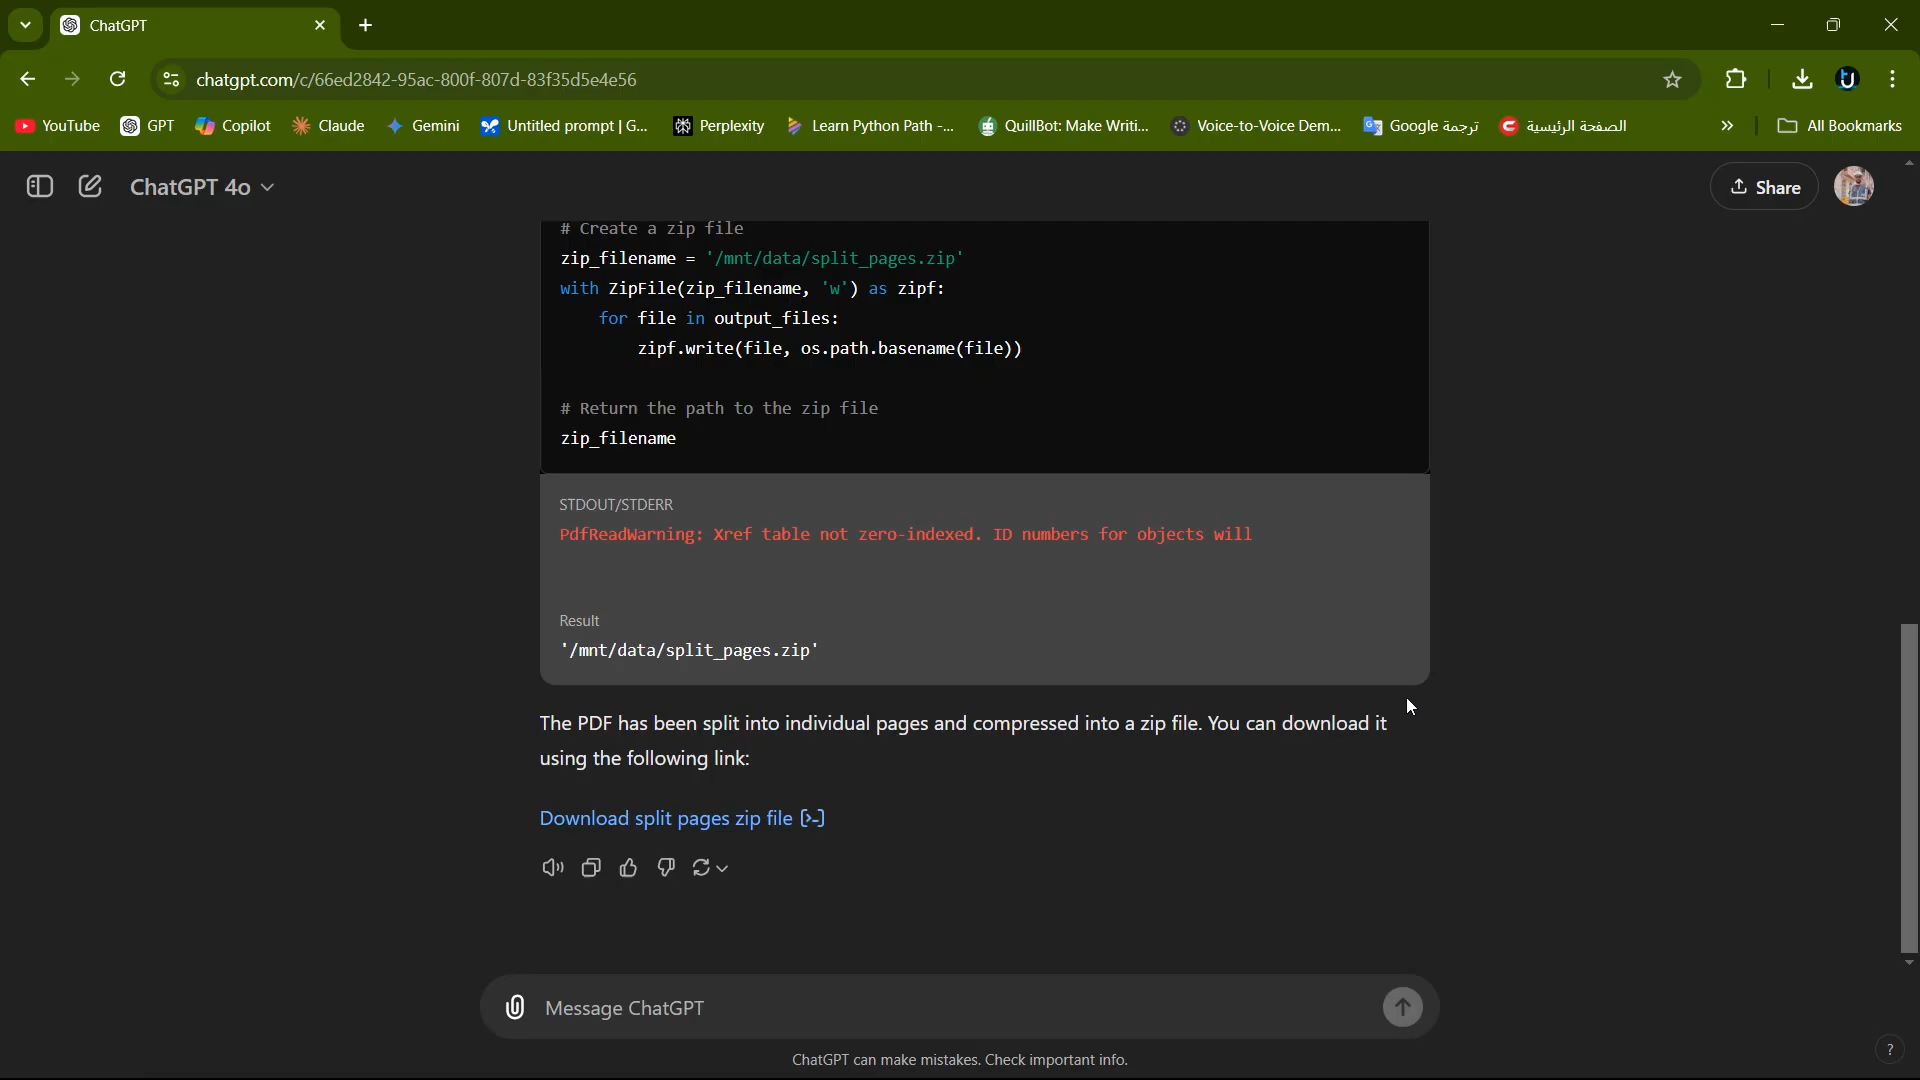 ChatGPT
chatgpt.com/c/66ed2842-95ac-800f-807d-83f35d5e4e56
YouTube GPT Copilot Claude Gemini Untitled prompt | G... Perplexity Learn Python Path -... QuillBot: Make Writi... Voice-to-Voice Dem... Google ترجمة الصفحة الرئيسية » All Bookmarks
ChatGPT 4o
Share
# Create a zip file
zip_filename = '/mnt/data/split_pages.zip'
with ZipFile(zip_filename, 'w') as zipf:
    for file in output_files:
        zipf.write(file, os.path.basename(file))
# Return the path to the zip file
zip_filename
STDOUT/STDERR
PdfReadWarning: Xref table not zero-indexed. ID numbers for objects will
Result
'/mnt/data/split_pages.zip'
The PDF has been split into individual pages and compressed into a zip file. You can download it
using the following link:
Download split pages zip file [>-]
Message ChatGPT
ChatGPT can make mistakes. Check important info.
?